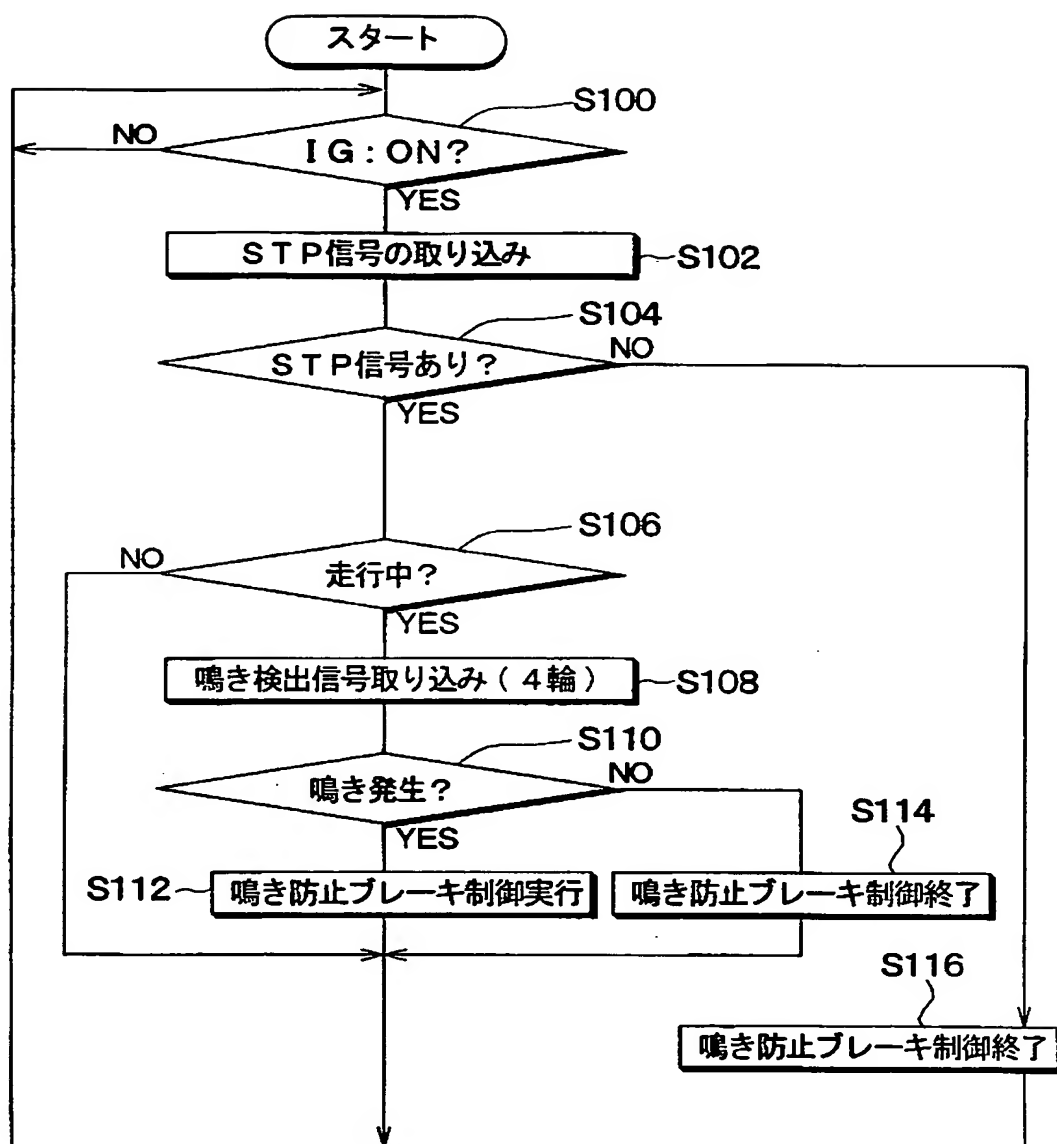 スタート
S100
NO
IG:ON?
YES
STP信号の取り込み
S102
S104
STP信号あり?
NO
YES
S106
NO
走行中?
YES
鳴き検出信号取り込み(4輪)
S108
S110
鳴き発生?
NO
YES
S114
S112
鳴き防止ブレーキ制御実行
鳴き防止ブレーキ制御終了
S116
鳴き防止ブレーキ制御終了